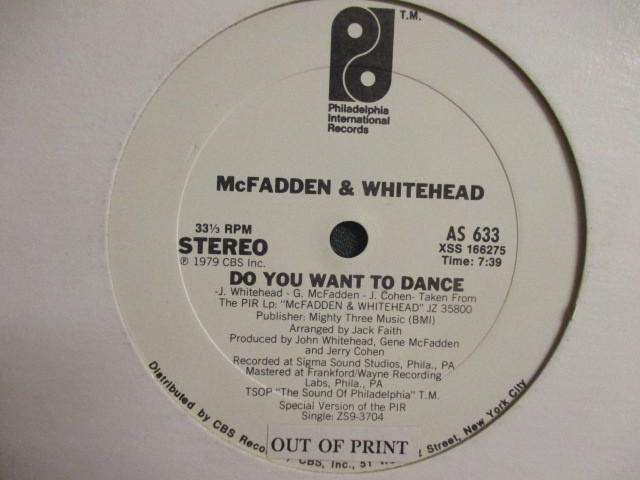 T.M.
Philadelphia
International
Records
McFADDEN & WHITEHEAD
33⅓ RPM
STEREO
℗ 1979 CBS Inc.
AS 633
XSS 166275
Time: 7:39
DO YOU WANT TO DANCE
-J. Whitehead - G. McFadden - J. Cohen- Taken From
The PIR Lp: "McFADDEN & WHITEHEAD" JZ 35800
Publisher: Mighty Three Music (BMI)
Arranged by Jack Faith
Produced by John Whitehead, Gene McFadden
and Jerry Cohen
Recorded at Sigma Sound Studios, Phila., PA
Mastered at Frankford/Wayne Recording
Labs, Phila., PA
TSOP "The Sound Of Philadelphia" T.M.
Special Version of the PIR
Single: ZS9-3704
Distributed by CBS
CBS, Inc., 51
Street, New York City
OUT OF PRINT